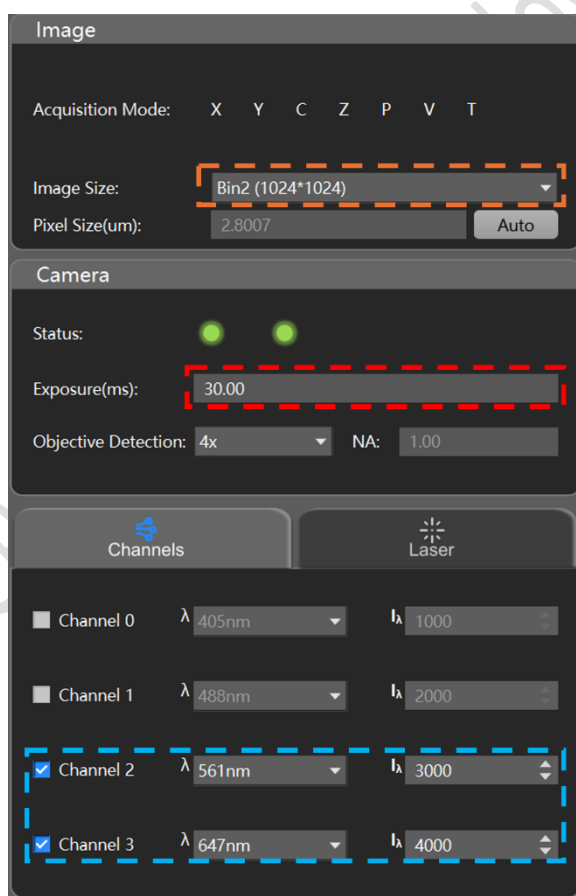 Image
Acquisition Mode: X Y C Z P V T
Image Size: Bin2 (1024*1024)
Pixel Size(um): 2.8007 Auto
Camera
Status:
Exposure(ms): 30.00
Objective Detection: 4x NA: 1.00
Channels Laser
Channel 0 λ 405nm Iλ 1000
Channel 1 λ 488nm Iλ 2000
Channel 2 λ 561nm Iλ 3000
Channel 3 λ 647nm Iλ 4000